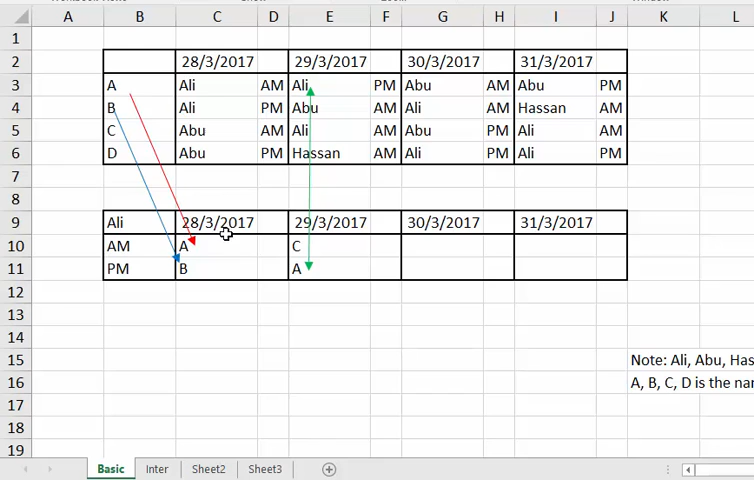 A B C D E F G H I J K L
1
2 28/3/2017 29/3/2017 30/3/2017 31/3/2017
3 A Ali AM Ali PM Abu AM Abu PM
4 B Ali PM Abu AM Ali AM Hassan AM
5 C Abu AM Ali AM Abu PM Ali AM
6 D Abu PM Hassan AM Ali PM Ali PM
7
8
9 Ali 28/3/2017 29/3/2017 30/3/2017 31/3/2017
10 AM A C
11 PM B A
12
13
14
15 Note: Ali, Abu, Has
16 A, B, C, D is the nar
17
18
19
Basic Inter Sheet2 Sheet3